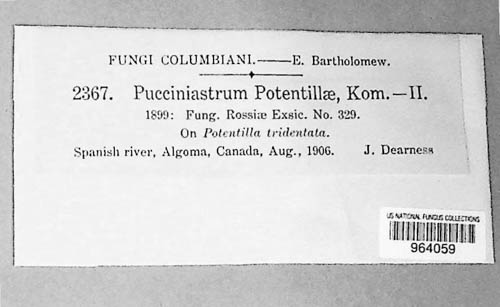 FUNGI COLUMBIANI.—E. Bartholomew.
2367. Pucciniastrum Potentillæ, Kom.—II.
1899: Fung. Rossiæ Exsic. No. 329.
On Potentilla tridentata.
Spanish river, Algoma, Canada, Aug., 1906. J. Dearness
US NATIONAL FUNGUS COLLECTIONS
964059